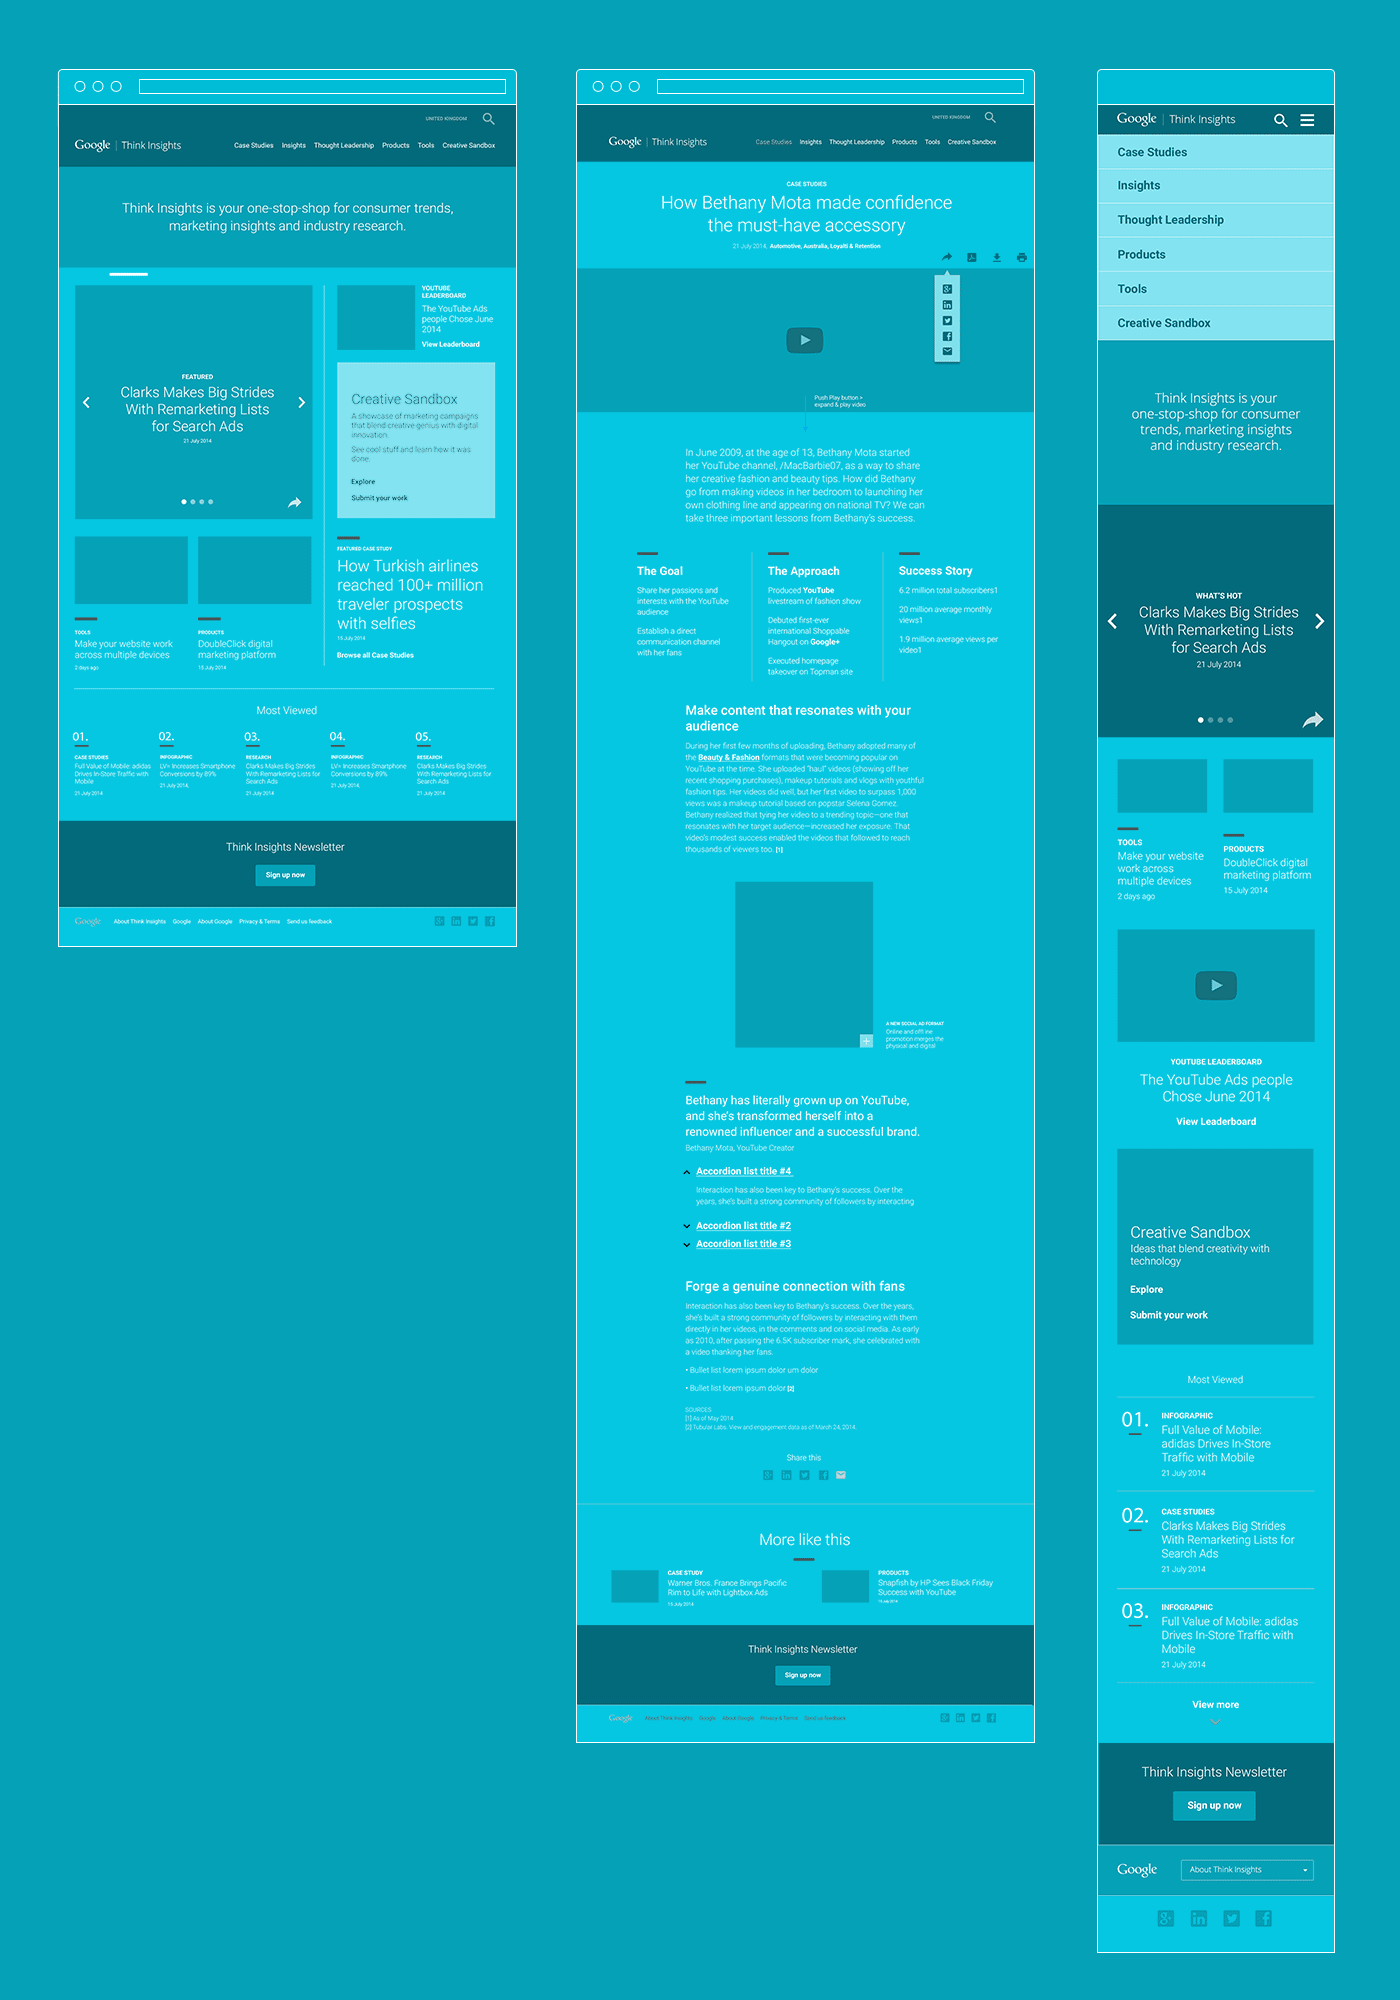 UNITED KINGDOM
Google | Think Insights
Case Studies Insights Thought Leadership Products Tools Creative Sandbox
Think Insights is your one-stop-shop for consumer trends,
marketing insights and industry research.
FEATURED
Clarks Makes Big Strides
With Remarketing Lists
for Search Ads
21 July 2014
YOUTUBE
LEADERBOARD
The YouTube Ads
people Chose June
2014
View Leaderboard
Creative Sandbox
A showcase of marketing campaigns
that blend creative genius with digital
innovation.
See cool stuff and learn how it was
done.
Explore
Submit your work
TOOLS
Make your website work
across multiple devices
2 days ago
PRODUCTS
DoubleClick digital
marketing platform
15 July 2014
FEATURED CASE STUDY
How Turkish airlines
reached 100+ million
traveler prospects
with selfies
15 July 2014
Browse all Case Studies
Most Viewed
01.
CASE STUDIES
Full Value of Mobile: adidas
Drives In-Store Traffic with
Mobile
21 July 2014
02.
INFOGRAPHIC
LV= Increases Smartphone
Conversions by 89%
21 July 2014
03.
RESEARCH
Clarks Makes Big Strides
With Remarketing Lists for
Search Ads
21 July 2014
04.
INFOGRAPHIC
LV= Increases Smartphone
Conversions by 89%
21 July 2014
05.
RESEARCH
Clarks Makes Big Strides
With Remarketing Lists for
Search Ads
21 July 2014
Think Insights Newsletter
Sign up now
Google About Think Insights Google About Google Privacy & Terms Send us feedback
UNITED KINGDOM
Google | Think Insights
Case Studies Insights Thought Leadership Products Tools Creative Sandbox
CASE STUDIES
How Bethany Mota made confidence
the must-have accessory
21 July 2014, Automotive, Australia, Loyalti & Retention
Push Play button >
expand & play video
In June 2009, at the age of 13, Bethany Mota started
her YouTube channel, /MacBarbie07, as a way to share
her creative fashion and beauty tips. How did Bethany
go from making videos in her bedroom to launching her
own clothing line and appearing on national TV? We can
take three important lessons from Bethany's success.
The Goal
Share her passions and
interests with the YouTube
audience
Establish a direct
communication channel
with her fans
The Approach
Produced YouTube
livestream of fashion show
Debuted first-ever
international Shoppable
Hangout on Google+
Executed homepage
takeover on Topman site
Success Story
6.2 million total subscribers1
20 million average monthly
views1
1.9 million average views per
video1
Make content that resonates with your
audience
During her first few months of uploading, Bethany adopted many of
the Beauty & Fashion formats that were becoming popular on
YouTube at the time. She uploaded "haul" videos (showing off her
recent shopping purchases), makeup tutorials and vlogs with youthful
fashion tips. Her videos did well, but her first video to surpass 1,000
views was a makeup tutorial based on popstar Selena Gomez.
Bethany realized that tying her video to a trending topic—one that
resonates with her target audience—increased her exposure. That
video's modest success enabled the videos that followed to reach
thousands of viewers too. [1]
A NEW SOCIAL AD FORMAT
Online and offl ine
promotion merges the
physical and digital
Bethany has literally grown up on YouTube,
and she's transformed herself into a
renowned influencer and a successful brand.
Bethany Mota, YouTube Creator
Accordion list title #4
Interaction has also been key to Bethany's success. Over the
years, she's built a strong community of followers by interacting
Accordion list title #2
Accordion list title #3
Forge a genuine connection with fans
Interaction has also been key to Bethany's success. Over the years,
she's built a strong community of followers by interacting with them
directly in her videos, in the comments and on social media. As early
as 2010, after passing the 6.5K subscriber mark, she celebrated with
a video thanking her fans.
• Bullet list lorem ipsum dolor um dolor
• Bullet list lorem ipsum dolor [2]
SOURCES
[1] As of May 2014
[2] Tubular Labs. View and engagement data as of March 24, 2014
Share this
More like this
CASE STUDY
Warner Bros. France Brings Pacific
Rim to Life with Lightbox Ads
15 July 2014
PRODUCTS
Snapfish by HP Sees Black Friday
Success with YouTube
15 July 2014
Think Insights Newsletter
Sign up now
Google About Think Insights Google About Google Privacy & Terms Send us feedback
Google | Think Insights
Case Studies
Insights
Thought Leadership
Products
Tools
Creative Sandbox
Think Insights is your
one-stop-shop for consumer
trends, marketing insights
and industry research.
WHAT'S HOT
Clarks Makes Big Strides
With Remarketing Lists
for Search Ads
21 July 2014
TOOLS
Make your website
work across
multiple devices
2 days ago
PRODUCTS
DoubleClick digital
marketing platform
15 July 2014
YOUTUBE LEADERBOARD
The YouTube Ads people
Chose June 2014
View Leaderboard
Creative Sandbox
Ideas that blend creativity with
technology
Explore
Submit your work
Most Viewed
01.
INFOGRAPHIC
Full Value of Mobile:
adidas Drives In-Store
Traffic with Mobile
21 July 2014
02.
CASE STUDIES
Clarks Makes Big Strides
With Remarketing Lists for
Search Ads
21 July 2014
03.
INFOGRAPHIC
Full Value of Mobile: adidas
Drives In-Store Traffic with
Mobile
21 July 2014
View more
Think Insights Newsletter
Sign up now
Google
About Think Insights